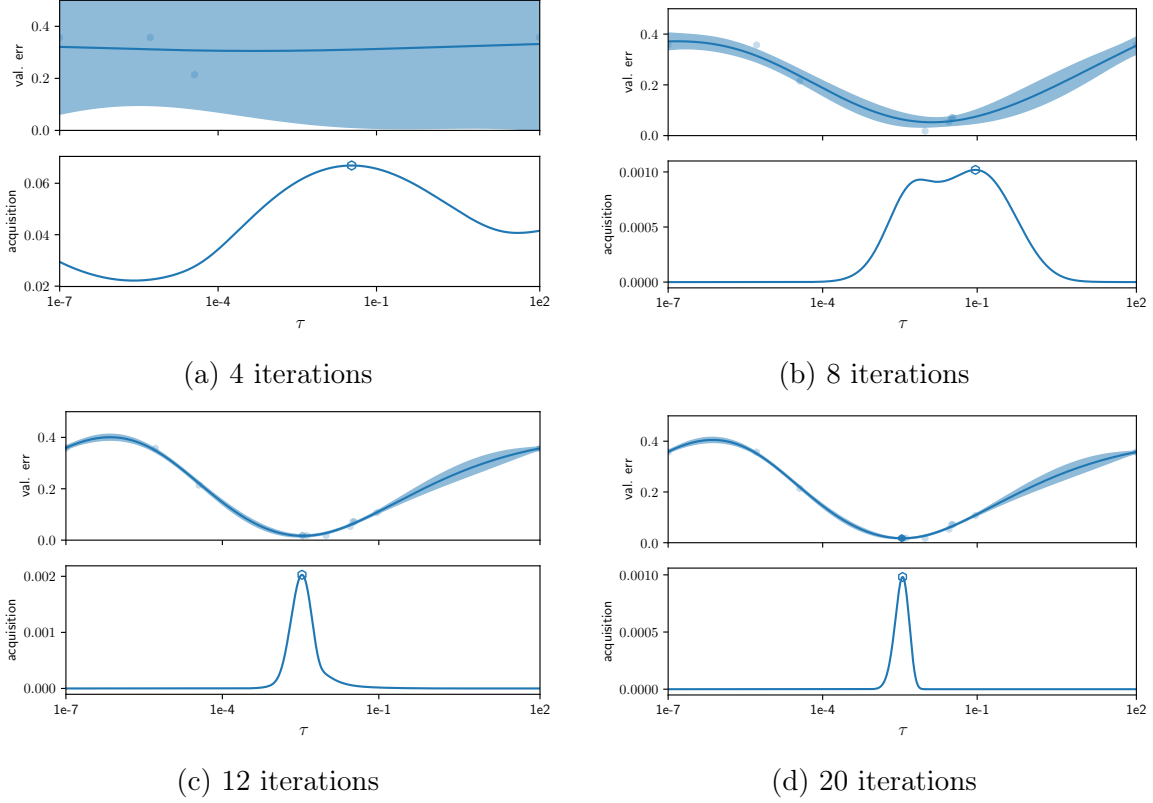 0.4
0.2
0.0
val. err
0.06
0.04
0.02
acquisition
1e-7 1e-4 1e-1 1e2
τ
(a) 4 iterations
0.4
0.2
0.0
val. err
0.0010
0.0005
0.0000
acquisition
1e-7 1e-4 1e-1 1e2
τ
(b) 8 iterations
0.4
0.2
0.0
val. err
0.002
0.001
0.000
acquisition
1e-7 1e-4 1e-1 1e2
τ
(c) 12 iterations
0.4
0.2
0.0
val. err
0.0010
0.0005
0.0000
acquisition
1e-7 1e-4 1e-1 1e2
τ
(d) 20 iterations